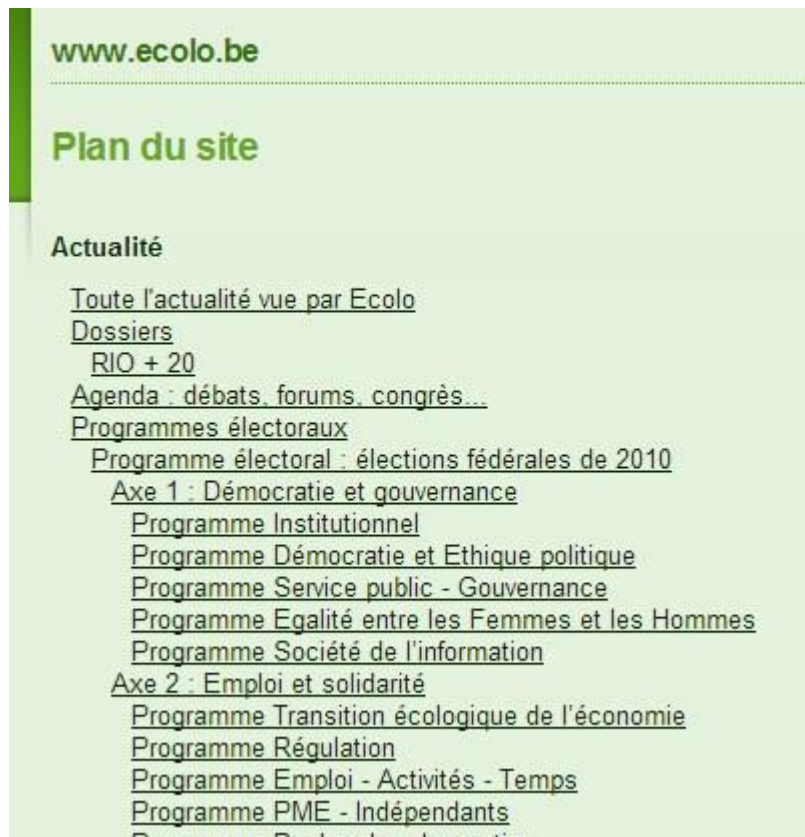 www.ecolo.be
Plan du site
Actualité
Toute l'actualité vue par Ecolo
Dossiers
RIO + 20
Agenda : débats, forums, congrès...
Programmes électoraux
Programme électoral : élections fédérales de 2010
Axe 1 : Démocratie et gouvernance
Programme Institutionnel
Programme Démocratie et Ethique politique
Programme Service public - Gouvernance
Programme Egalité entre les Femmes et les Hommes
Programme Société de l'information
Axe 2 : Emploi et solidarité
Programme Transition écologique de l'économie
Programme Régulation
Programme Emploi - Activités - Temps
Programme PME - Indépendants
Programme